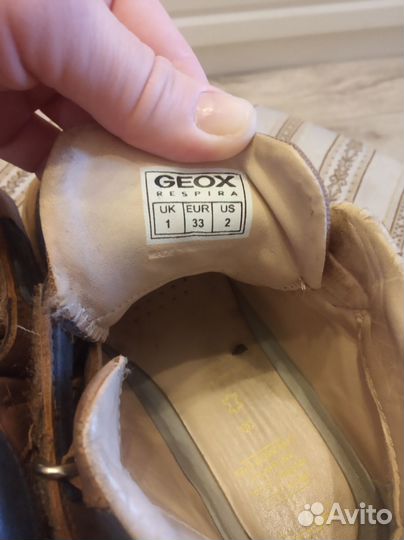 GEOX
RESPIRA
UK EUR US
1 33 2
Avito